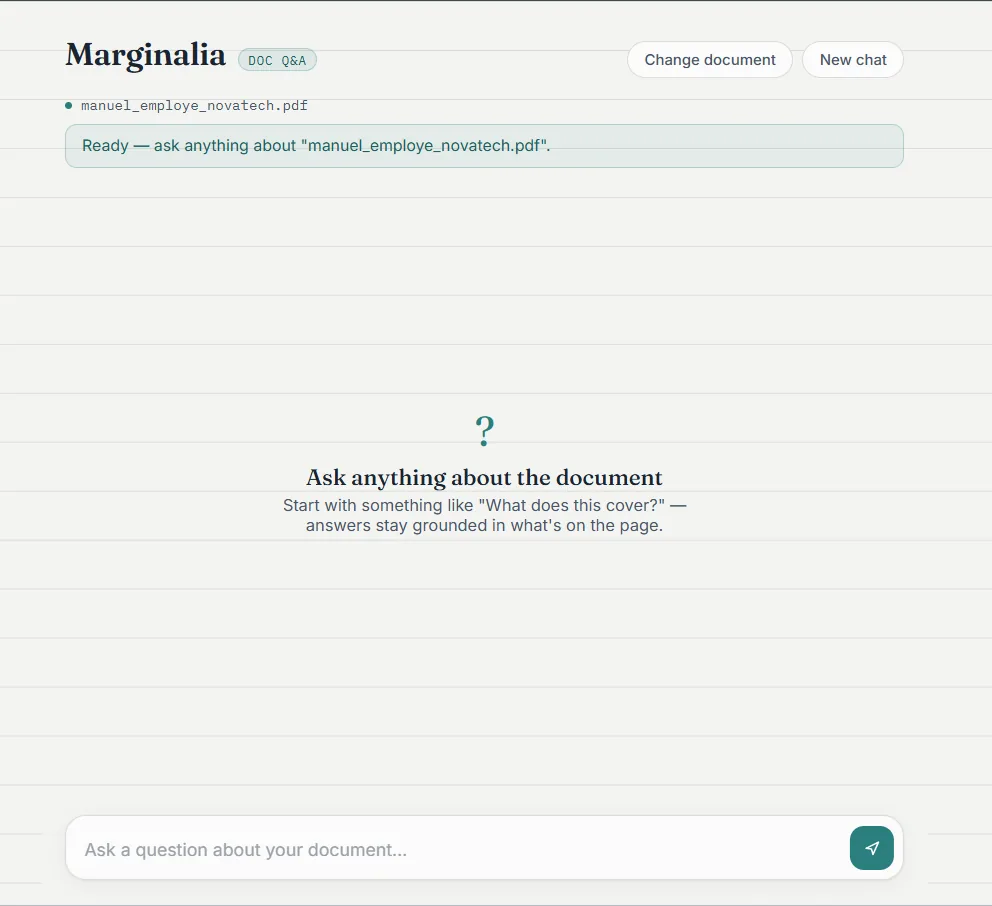 Marginalia DOC Q&A Change document New chat
manuel_employe_novatech.pdf
Ready — ask anything about "manuel_employe_novatech.pdf".
?
Ask anything about the document
Start with something like "What does this cover?" —
answers stay grounded in what's on the page.
Ask a question about your document...